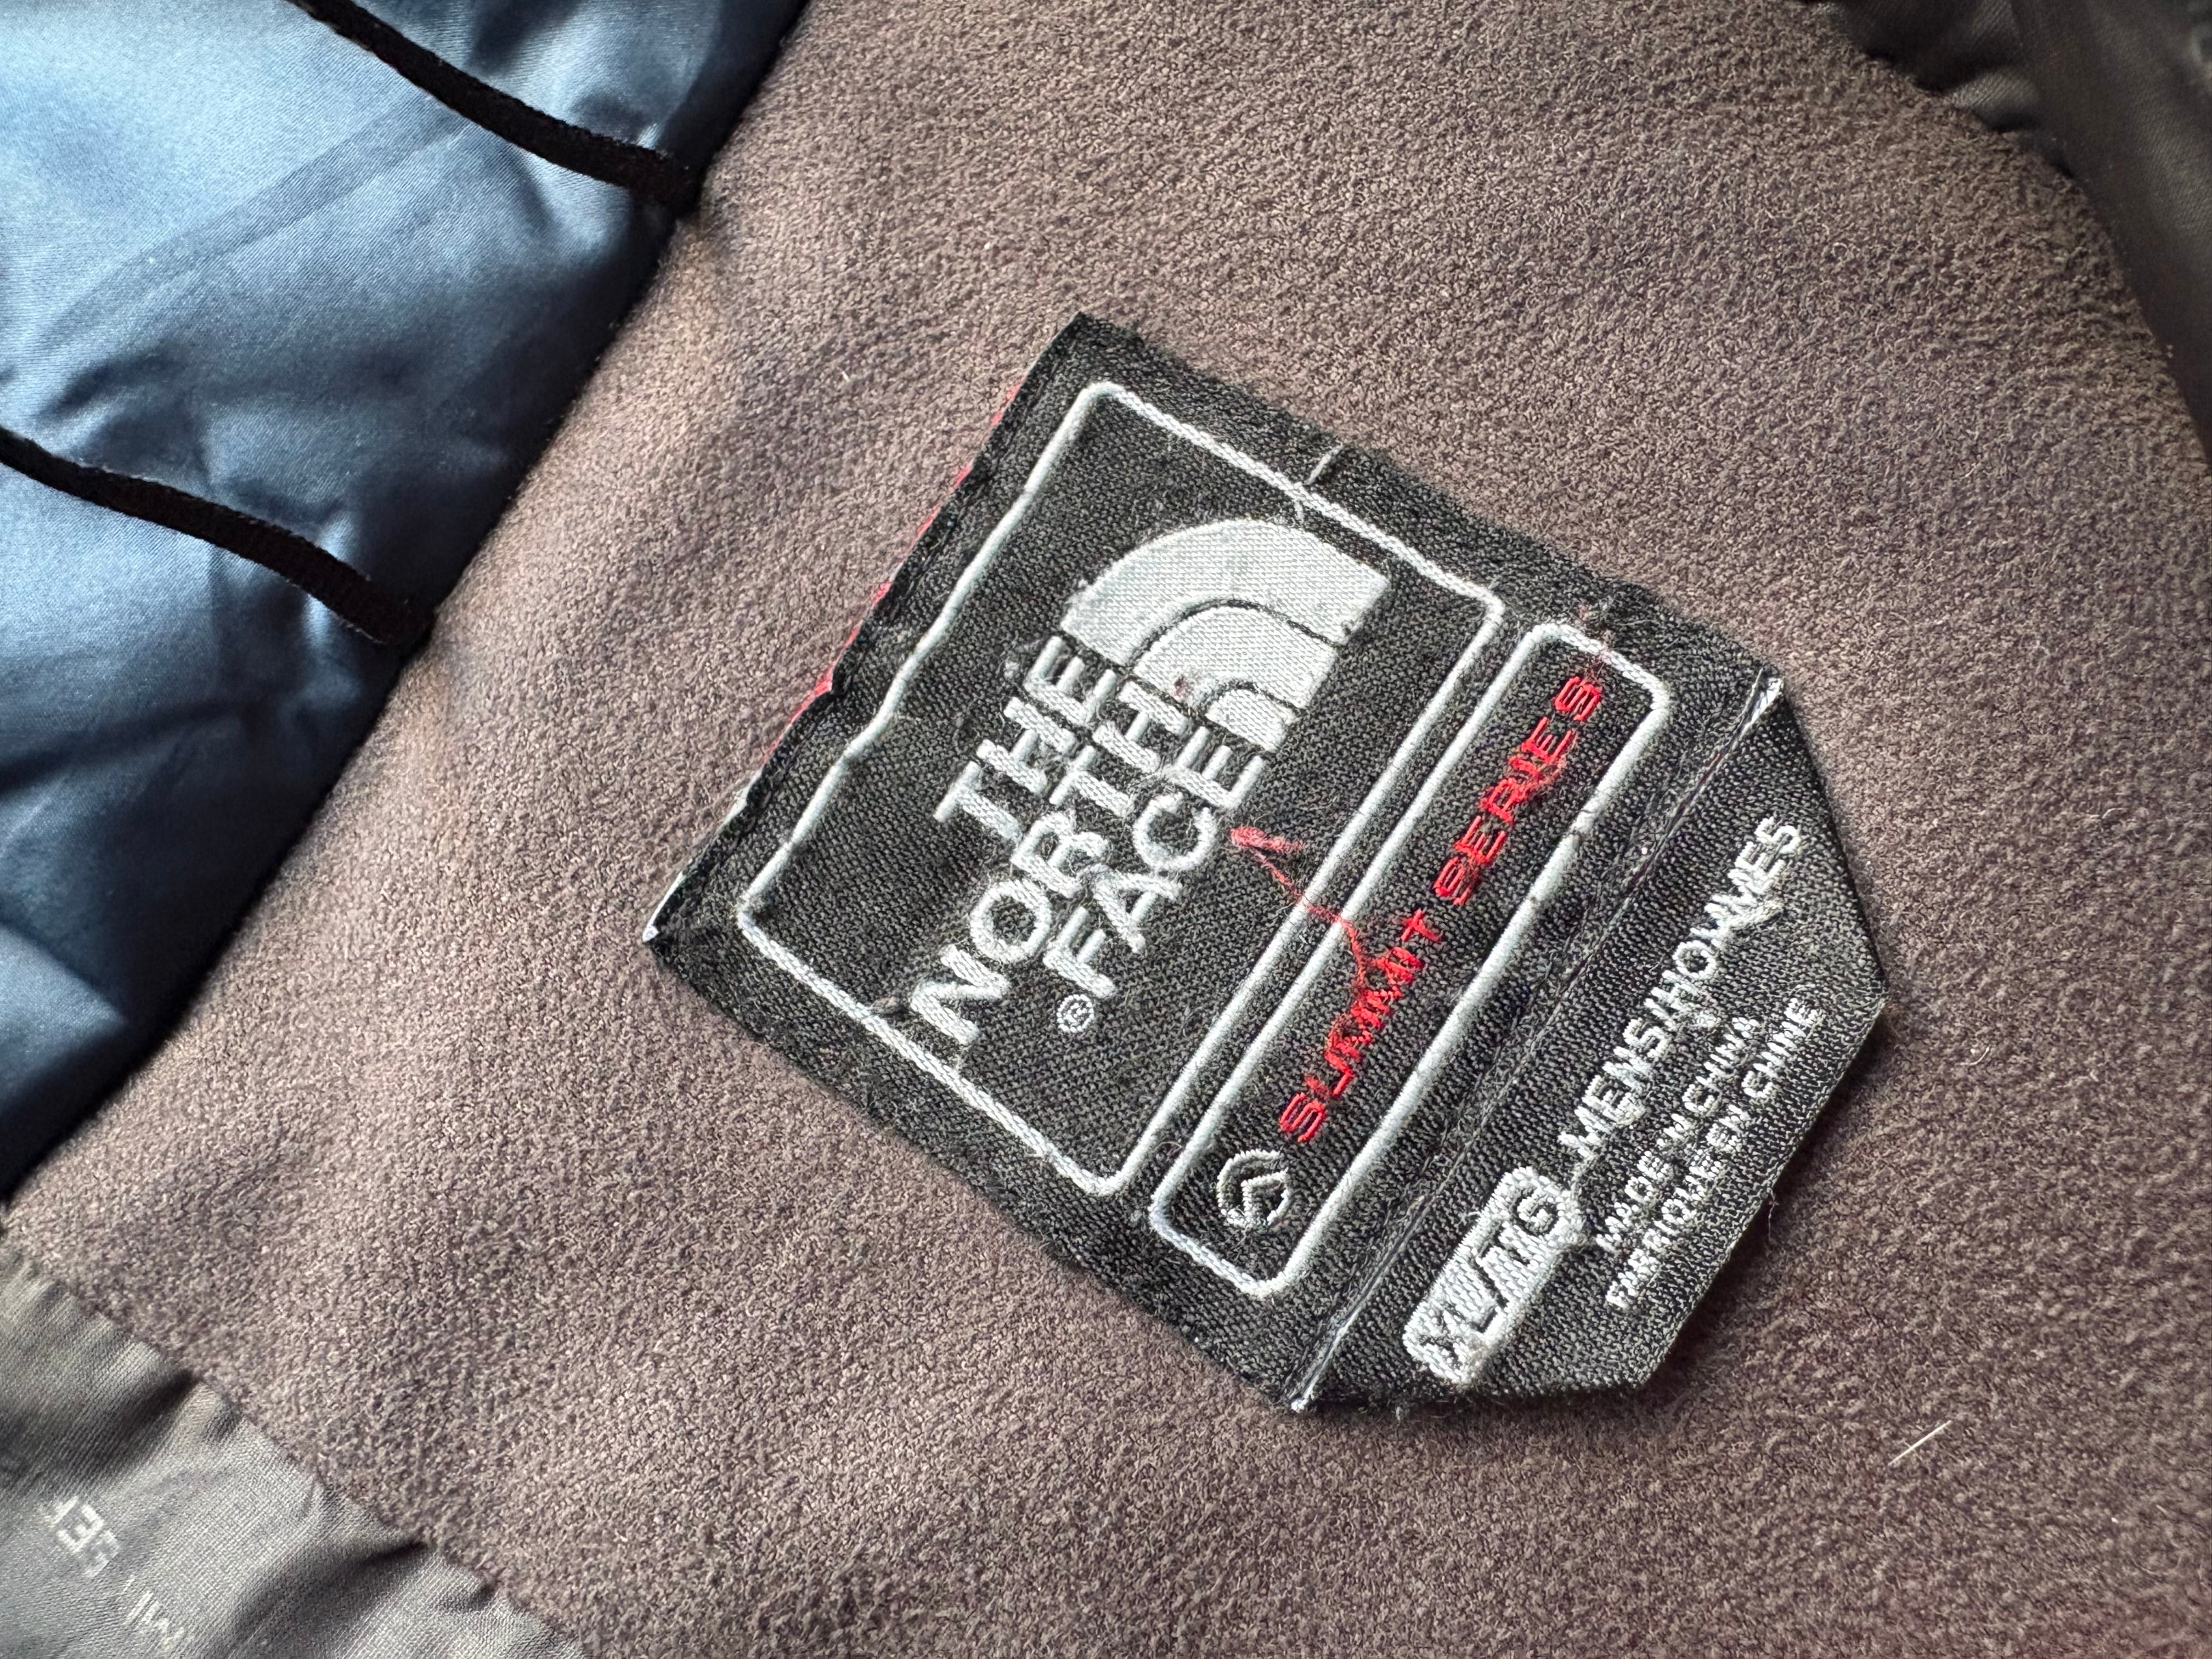 THE
NORTH
FACE®
SUMMIT SERIES
XL/TG MENS/HOMMES
MADE IN CHINA
FABRIQUE EN CHINE